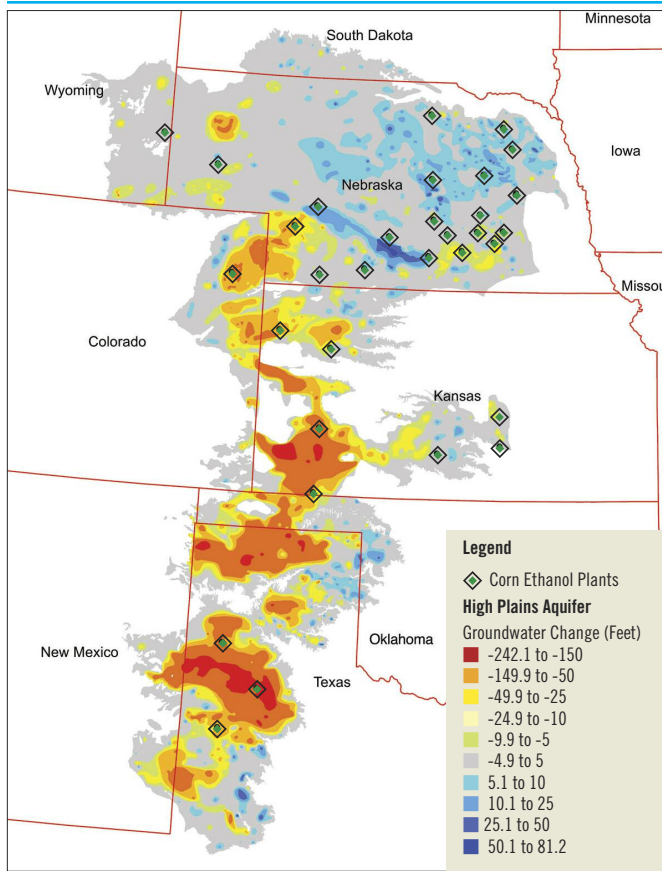 Minnesota
South Dakota
Wyoming
Iowa
Nebraska
Missou
Colorado
Kansas
New Mexico
Oklahoma
Texas
Legend
Corn Ethanol Plants
High Plains Aquifer
Groundwater Change (Feet)
-242.1 to -150
-149.9 to -50
-49.9 to -25
-24.9 to -10
-9.9 to -5
-4.9 to 5
5.1 to 10
10.1 to 25
25.1 to 50
50.1 to 81.2